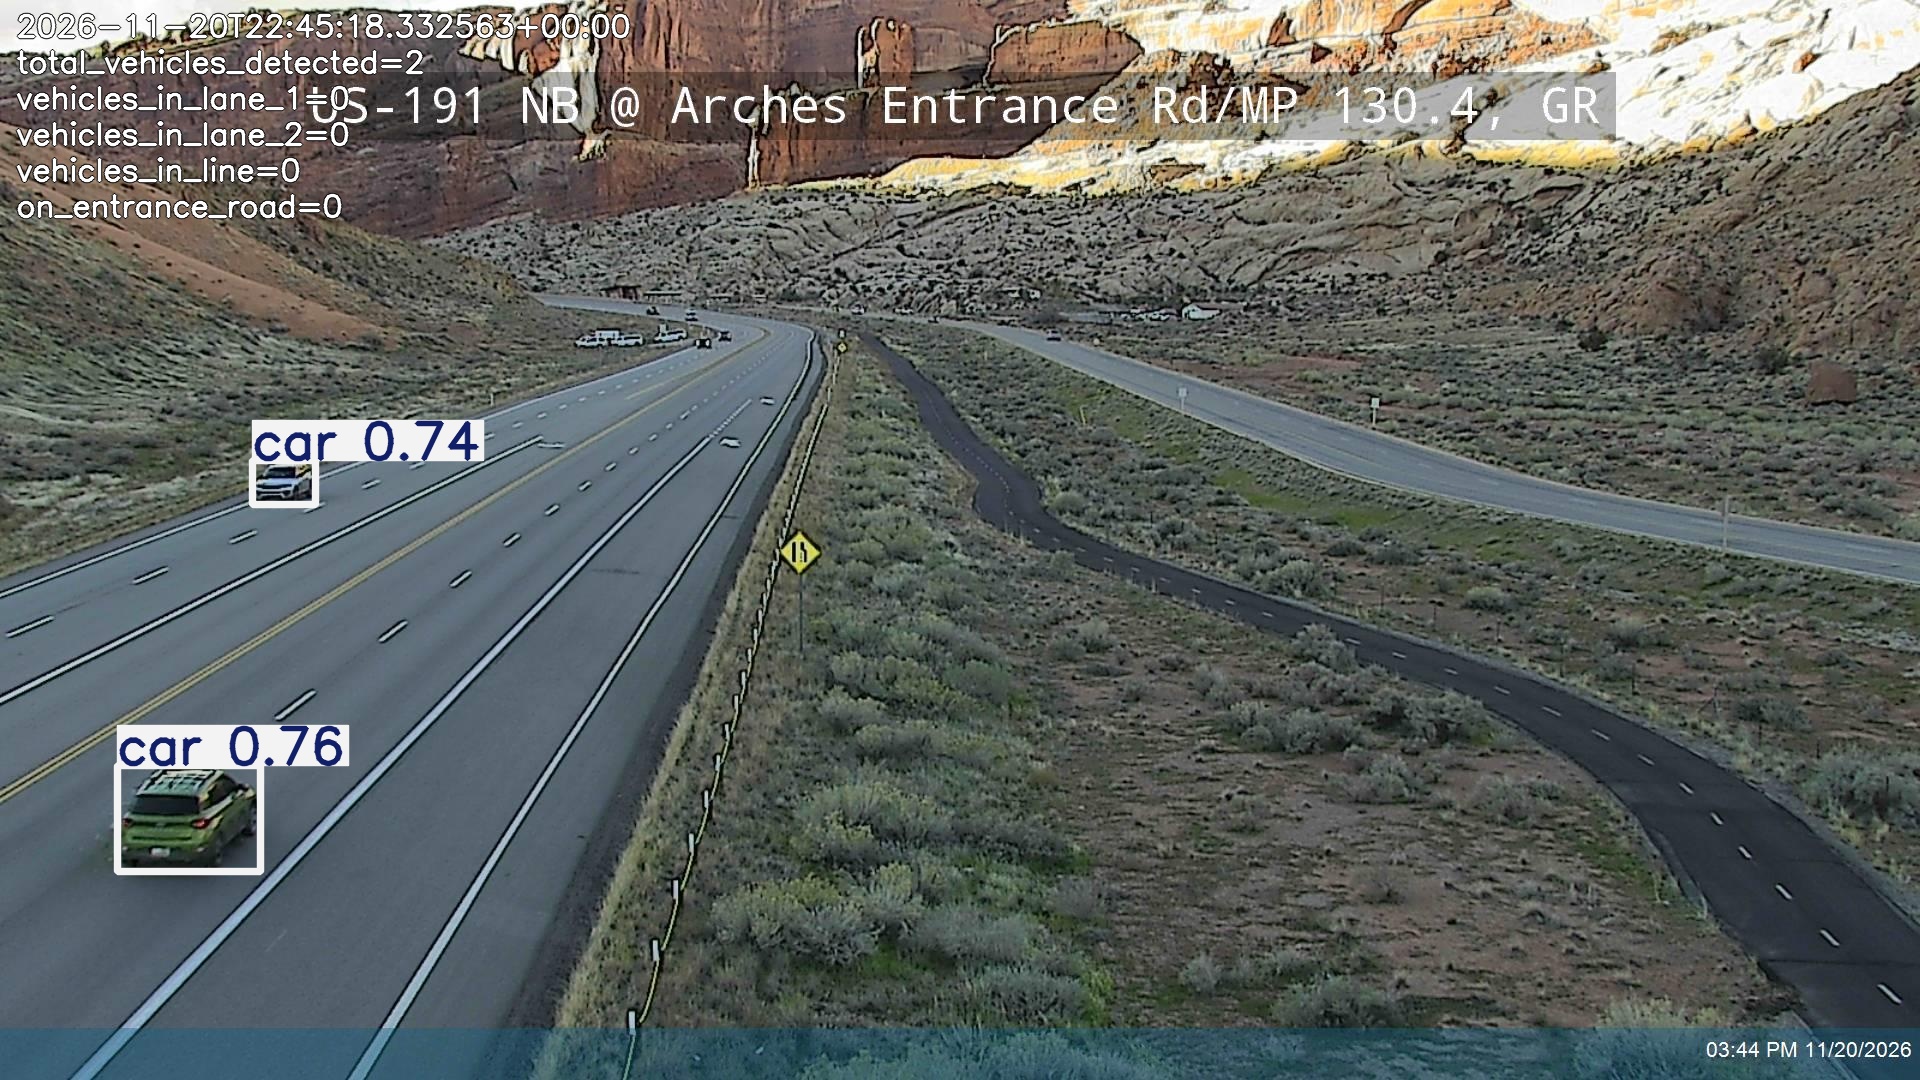 2026-11-20T22:45:18.332563+00:00
total_vehicles_detected=2
vehicles_in_lane_1=0
US-191 NB @ Arches Entrance Rd/MP 130.4, GR
vehicles_in_lane_2=0
vehicles_in_line=0
on_entrance_road=0
car 0.74
car 0.76
03:44 PM 11/20/2026